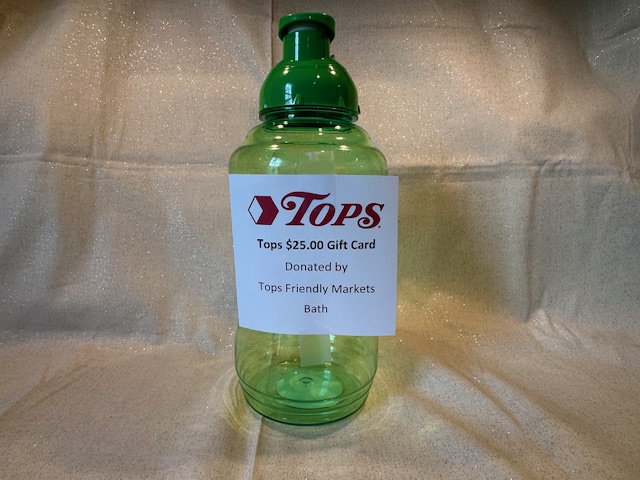 TOPS
Tops $25.00 Gift Card
Donated by
Tops Friendly Markets
Bath